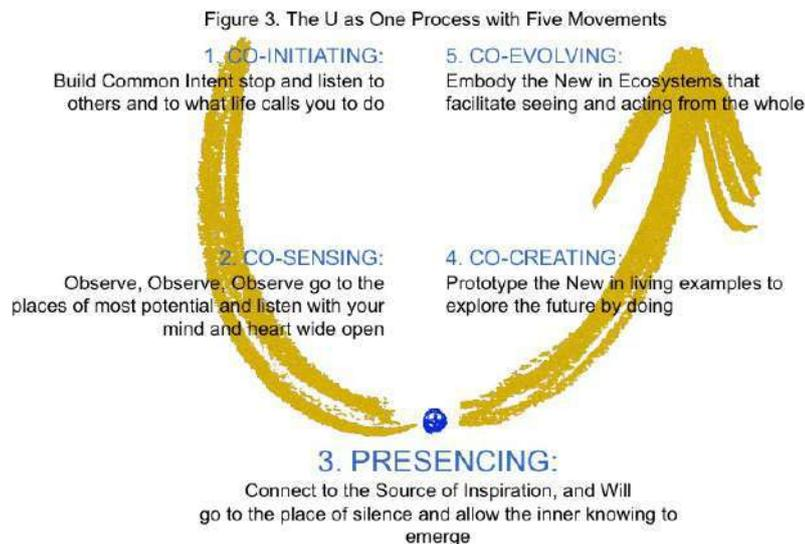 Figure 3. The U as One Process with Five Movements
1. CO-INITIATING:
Build Common Intent stop and listen to
others and to what life calls you to do
2. CO-SENSING:
Observe, Observe, Observe go to the
places of most potential and listen with your
mind and heart wide open
3. PRESENCING:
Connect to the Source of Inspiration, and Will
go to the place of silence and allow the inner knowing to
emerge
4. CO-CREATING:
Prototype the New in living examples to
explore the future by doing
5. CO-EVOLVING:
Embody the New in Ecosystems that
facilitate seeing and acting from the whole